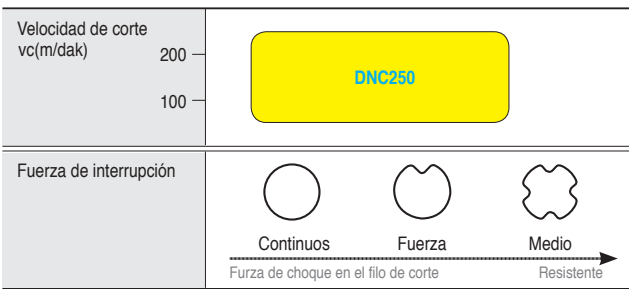 Velocidad de corte
vc(m/dak)
200
100
DNC250
Fuerza de interrupción
Continuos
Fuerza
Medio
Furza de choque en el filo de corte
Resistente